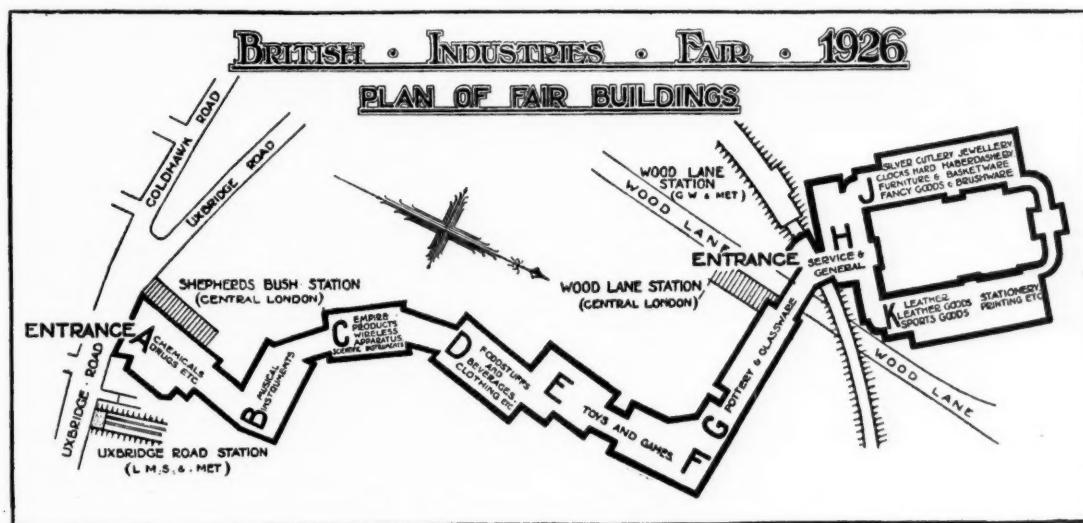 BRITISH · INDUSTRIES · FAIR · 1926
PLAN OF FAIR BUILDINGS
GOLDHAWK ROAD
UXBRIDGE ROAD
SHEPHERDS BUSH STATION
(CENTRAL LONDON)
ENTRANCE
A
CHEMICALS
DRUGS ETC
UXBRIDGE · ROAD
UXBRIDGE ROAD STATION
(L.M.S. & MET)
B
MUSICAL
INSTRUMENTS
C
EMPIRE
PRODUCTS
WIRELESS
APPARATUS
SCIENTIFIC INSTRUMENTS
D
FOODSTUFFS
AND
BEVERAGES.
CLOTHING ETC
E
TOYS AND GAMES
F
G
POTTERY & GLASSWARE
WOOD LANE
STATION
(G W & MET)
WOOD LANE
ENTRANCE
WOOD LANE STATION
(CENTRAL LONDON)
H
SERVICE &
GENERAL
J
SILVER CUTLERY JEWELLERY
CLOCKS HARD HABERDASHERY
FURNITURE & BASKETWARE
FANCY GOODS & BRUSHWARE
K
LEATHER
LEATHER GOODS
SPORTS GOODS
STATIONERY
PRINTING ETC
WOOD LANE